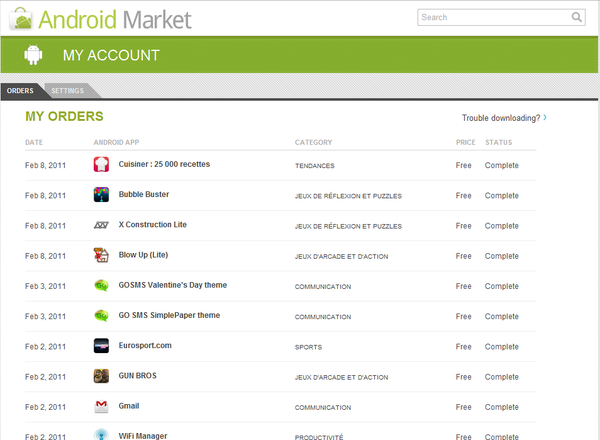 Android Market
Search
MY ACCOUNT
ORDERS SETTINGS
MY ORDERS Trouble downloading? >
DATE ANDROID APP CATEGORY PRICE STATUS
Feb 8, 2011 Cuisiner : 25 000 recettes TENDANCES Free Complete
Feb 8, 2011 Bubble Buster JEUX DE RÉFLEXION ET PUZZLES Free Complete
Feb 8, 2011 X Construction Lite JEUX DE RÉFLEXION ET PUZZLES Free Complete
Feb 8, 2011 Blow Up (Lite) JEUX D'ARCADE ET D'ACTION Free Complete
Feb 3, 2011 GOSMS Valentine's Day theme COMMUNICATION Free Complete
Feb 3, 2011 GO SMS SimplePaper theme COMMUNICATION Free Complete
Feb 2, 2011 Eurosport.com SPORTS Free Complete
Feb 2, 2011 GUN BROS JEUX D'ARCADE ET D'ACTION Free Complete
Feb 2, 2011 Gmail COMMUNICATION Free Complete
Feb 2, 2011 WiFi Manager PRODUCTIVITÉ Free Complete